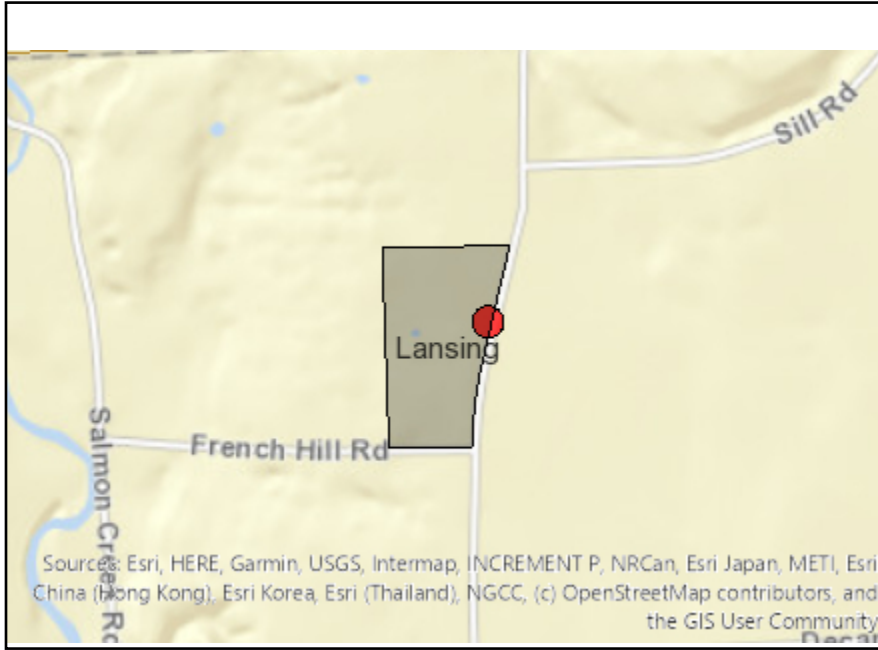 Sill Rd
Lansing
French Hill Rd
Salmon Creek Rd
Sources: Esri, HERE, Garmin, USGS, Intermap, INCREMENT P, NRCan, Esri Japan, METI, Esri
China (Hong Kong), Esri Korea, Esri (Thailand), NGCC, (c) OpenStreetMap contributors, and
the GIS User Community